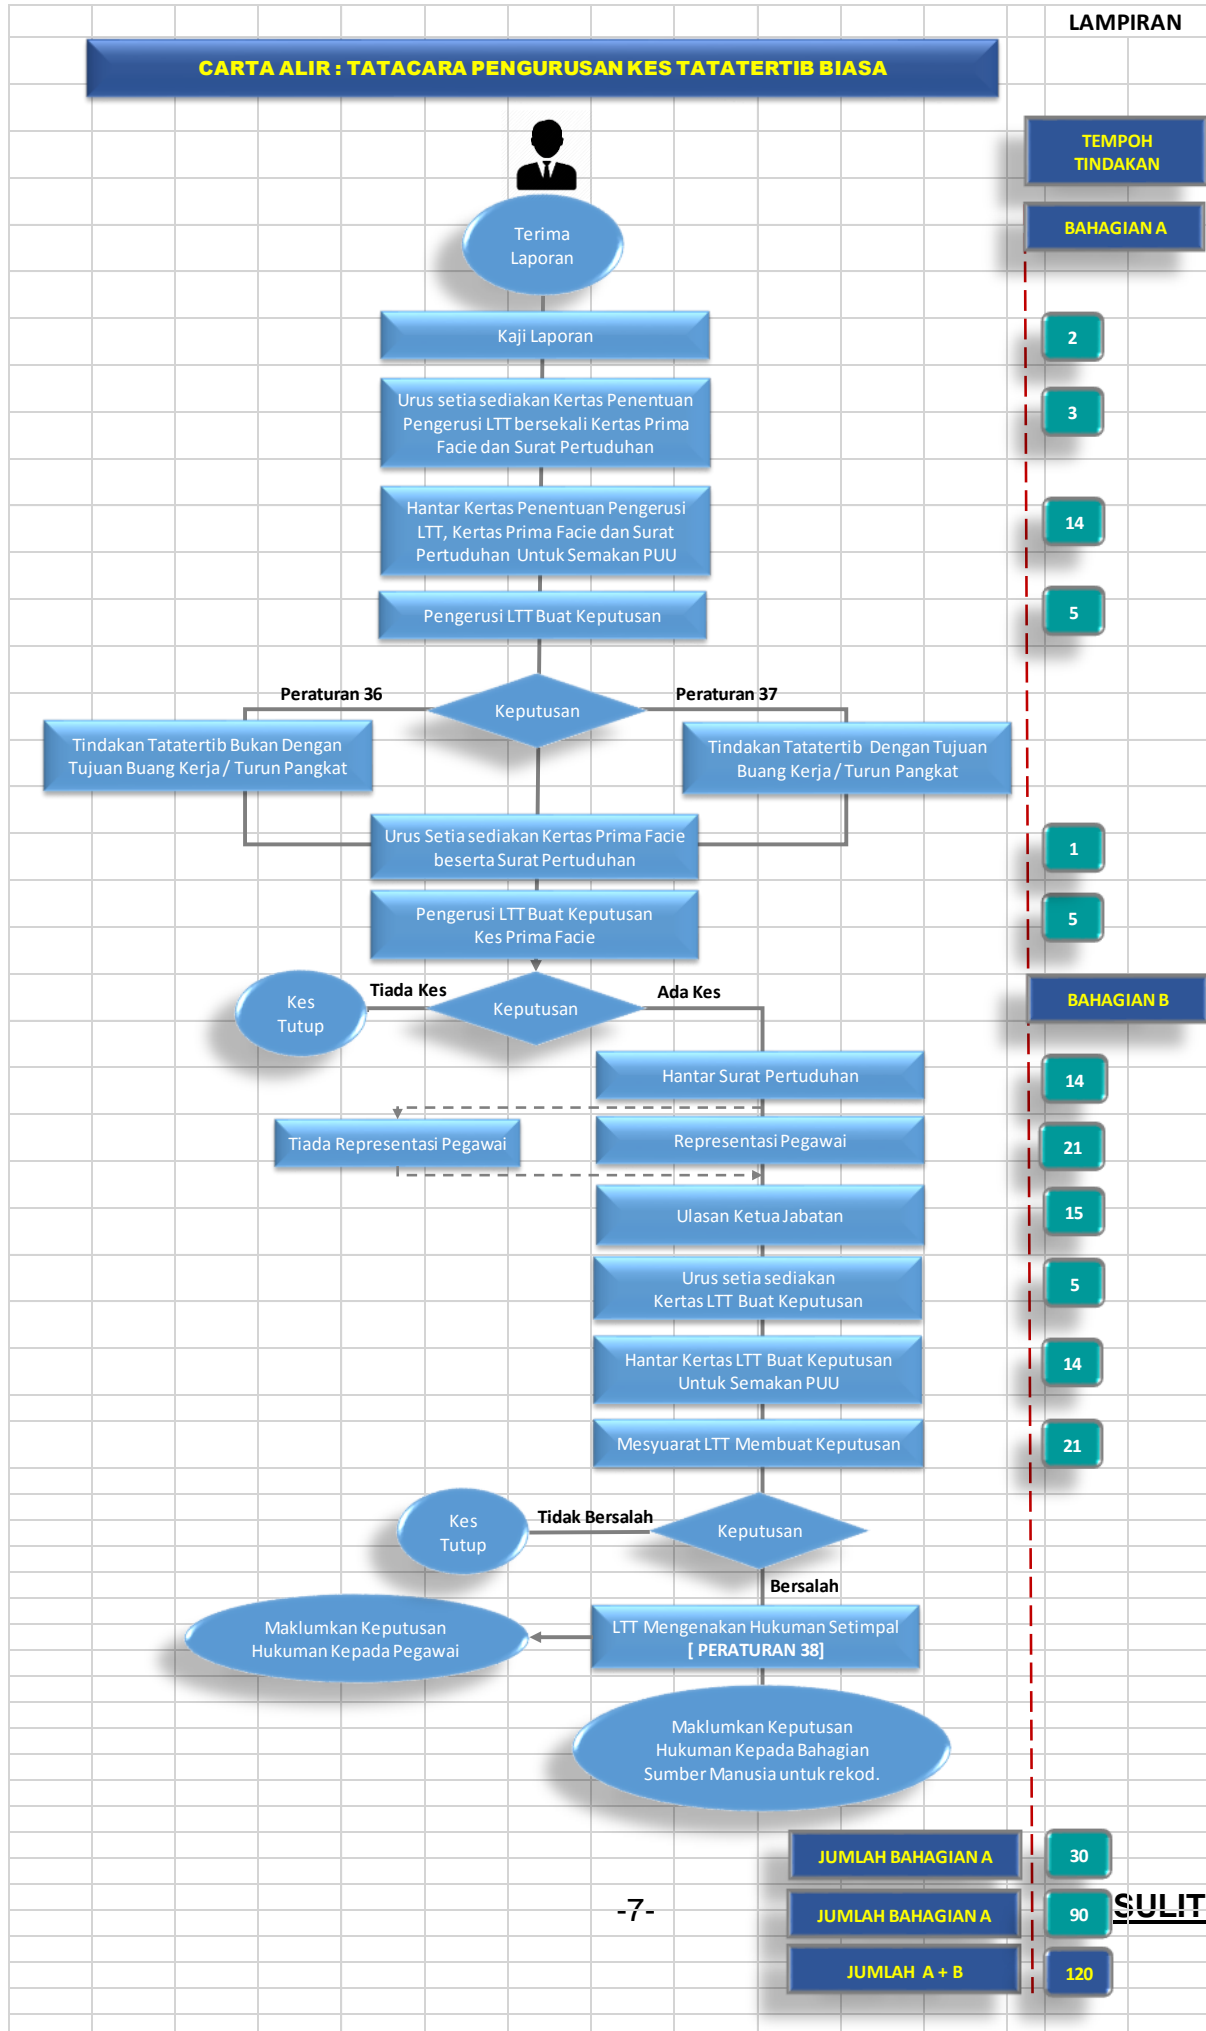 LAMPIRAN
CARTA ALIR : TATACARA PENGURUSAN KES TATATERTIB BIASA
TEMPOH
TINDAKAN
BAHAGIAN A
Terima
Laporan
Kaji Laporan
2
Urus setia sediakan Kertas Penentuan
Pengerusi LTT bersekali Kertas Prima
Facie dan Surat Pertuduhan
3
Hantar Kertas Penentuan Pengerusi
LTT, Kertas Prima Facie dan Surat
Pertuduhan Untuk Semakan PUU
14
Pengerusi LTT Buat Keputusan
5
Peraturan 36
Keputusan
Peraturan 37
Tindakan Tatatertib Bukan Dengan
Tujuan Buang Kerja / Turun Pangkat
Tindakan Tatatertib Dengan Tujuan
Buang Kerja / Turun Pangkat
Urus Setia sediakan Kertas Prima Facie
beserta Surat Pertuduhan
1
Pengerusi LTT Buat Keputusan
Kes Prima Facie
5
Kes
Tutup
Tiada Kes
Keputusan
Ada Kes
BAHAGIAN B
Hantar Surat Pertuduhan
14
Tiada Representasi Pegawai
Representasi Pegawai
21
Ulasan Ketua Jabatan
15
Urus setia sediakan
Kertas LTT Buat Keputusan
5
Hantar Kertas LTT Buat Keputusan
Untuk Semakan PUU
14
Mesyuarat LTT Membuat Keputusan
21
Kes
Tutup
Tidak Bersalah
Keputusan
Bersalah
Maklumkan Keputusan
Hukuman Kepada Pegawai
LTT Mengenakan Hukuman Setimpal
[ PERATURAN 38]
Maklumkan Keputusan
Hukuman Kepada Bahagian
Sumber Manusia untuk rekod.
JUMLAH BAHAGIAN A
30
-7-
JUMLAH BAHAGIAN A
90
SULIT
JUMLAH A + B
120